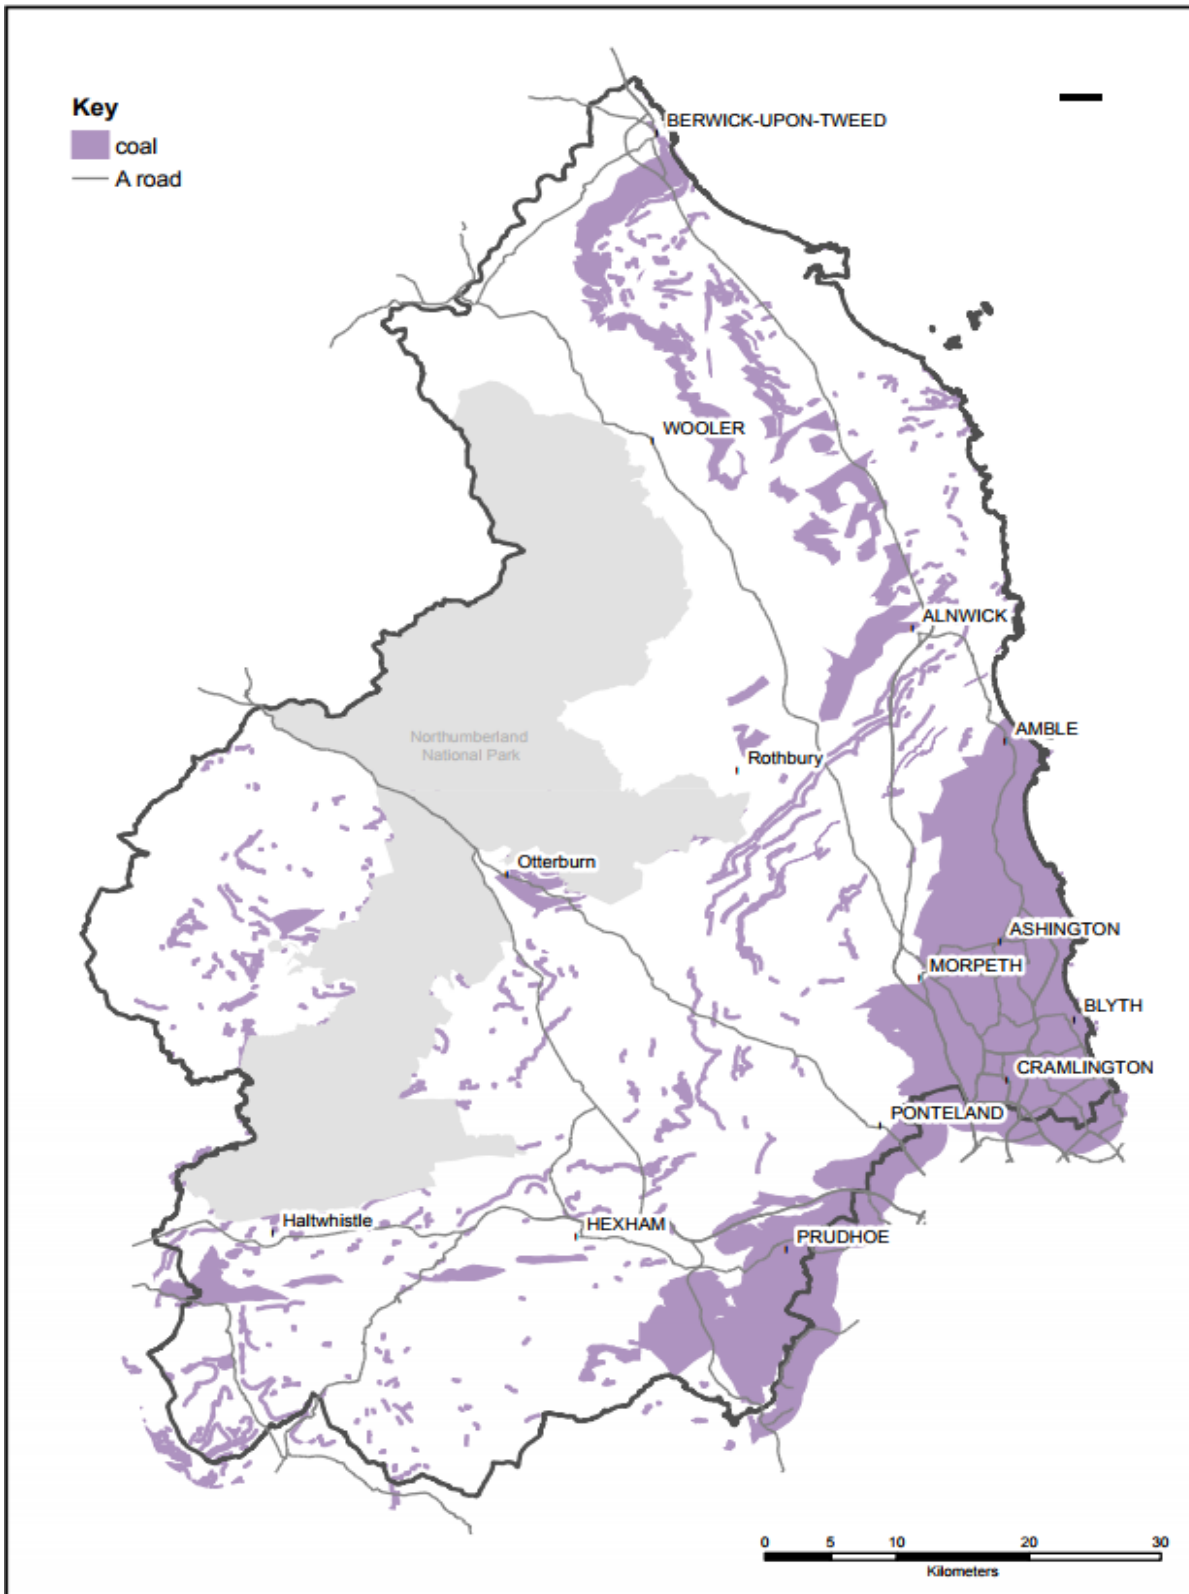 Key
coal
A road
BERWICK-UPON-TWEED
WOOLER
ALNWICK
Northumberland
National Park
AMBLE
Rothbury
Otterburn
ASHINGTON
MORPETH
BLYTH
CRAMLINGTON
PONTELAND
Haltwhistle
HEXHAM
PRUDHOE
0 5 10 20 30
Kilometers